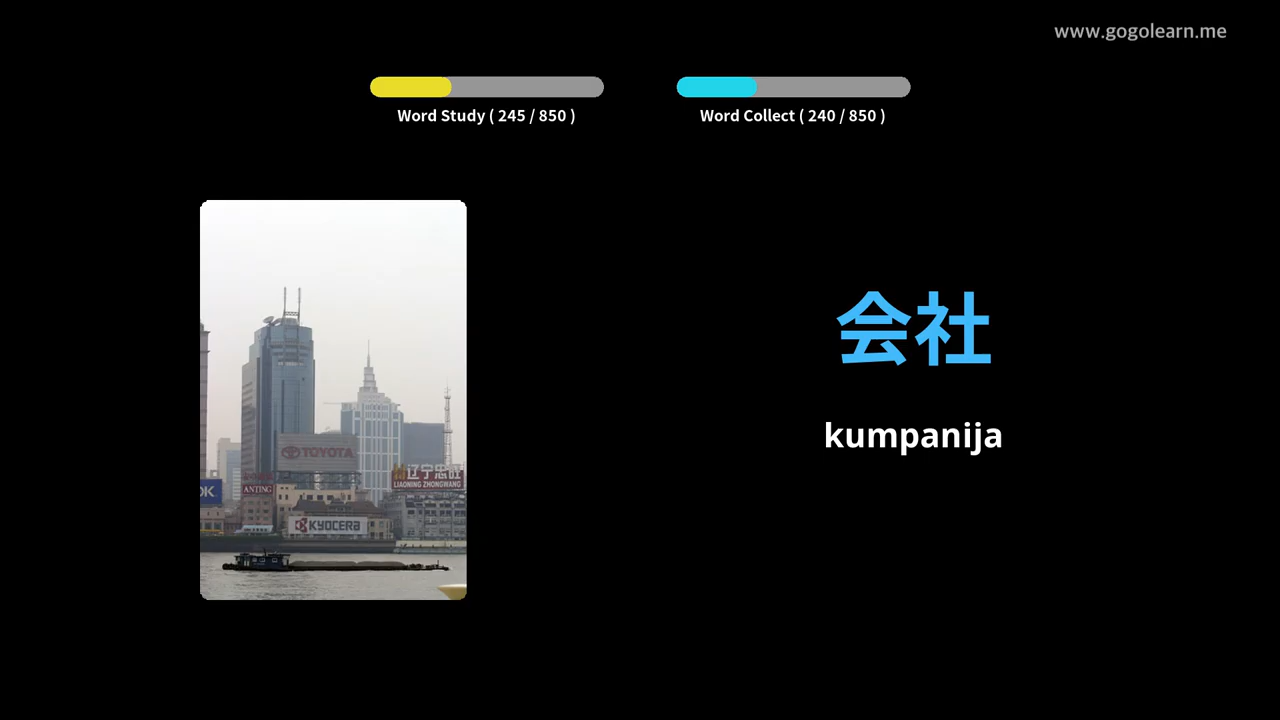 www.gogolearn.me
Word Study ( 245 / 850 )
Word Collect ( 240 / 850 )
会社
kumpanija
TOYOTA
辽宁忠旺
LIAONING ZHONGWANG
ANTING
OK
KYOCERA